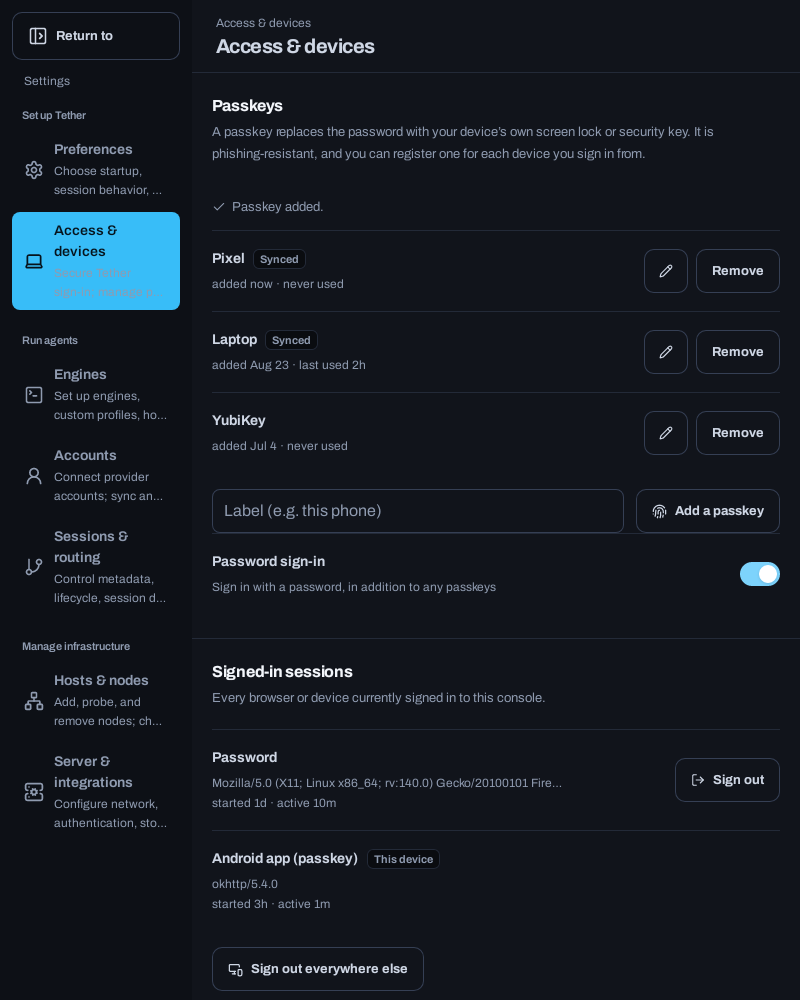 Return to
Settings
Set up Tether
Preferences
Choose startup,
session behavior, ...
Access &
devices
Run agents
Engines
Set up engines,
custom profiles, ho...
Accounts
Connect provider
accounts; sync an...
Sessions &
routing
Control metadata,
lifecycle, session d...
Manage infrastructure
Hosts & nodes
Add, probe, and
remove nodes; ch...
Server &
integrations
Configure network,
authentication, sto...
Access & devices
Access & devices
Passkeys
A passkey replaces the password with your device's own screen lock or security key. It is
phishing-resistant, and you can register one for each device you sign in from.
Passkey added.
Pixel Synced
added now · never used
Remove
Laptop Synced
added Aug 23 · last used 2h
Remove
YubiKey
added Jul 4 · never used
Remove
Label (e.g. this phone)
Add a passkey
Password sign-in
Sign in with a password, in addition to any passkeys
Signed-in sessions
Every browser or device currently signed in to this console.
Password
Mozilla/5.0 (X11; Linux x86_64; rv:140.0) Gecko/20100101 Fire...
started 1d · active 10m
Sign out
Android app (passkey) This device
okhttp/5.4.0
started 3h · active 1m
Sign out everywhere else